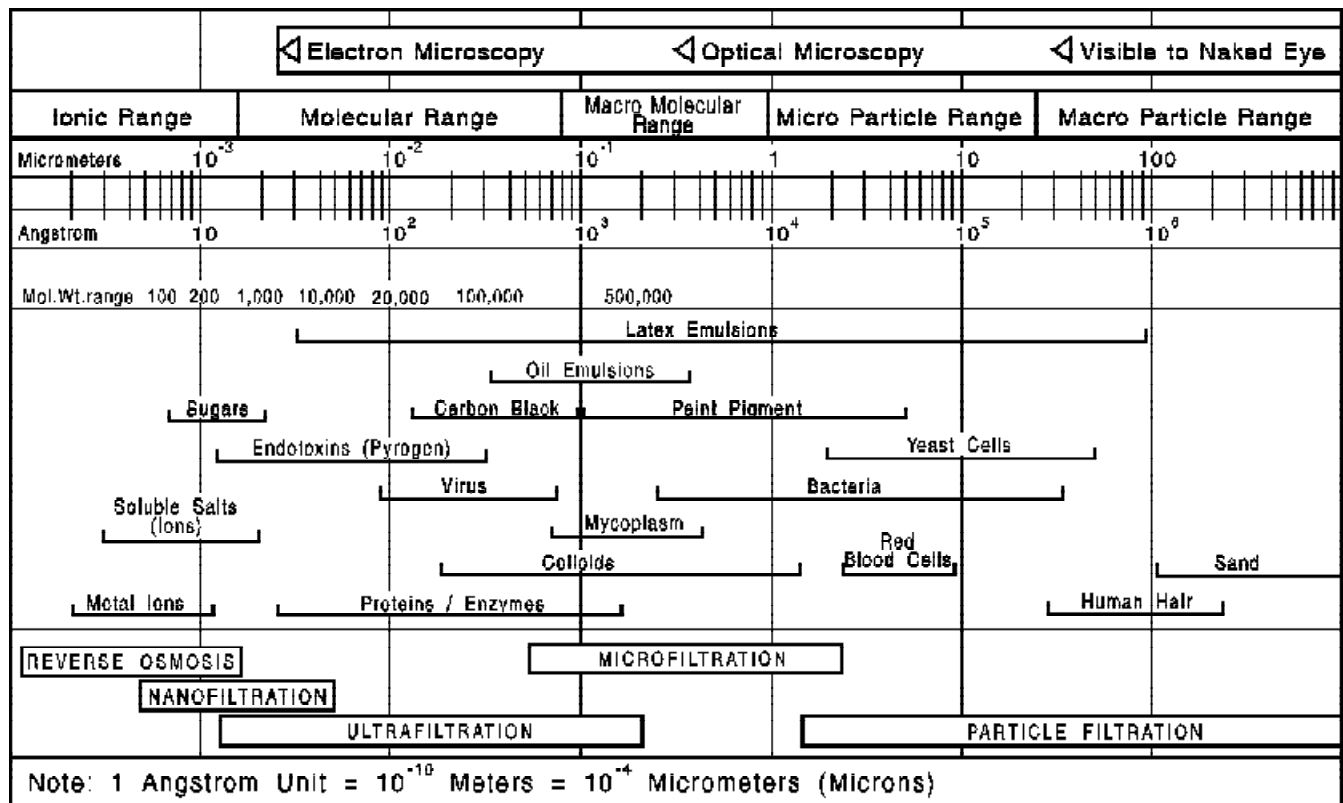 ◁ Electron Microscopy ◁ Optical Microscopy ◁ Visible to Naked Eye
Ionic Range Molecular Range Macro Molecular Range Micro Particle Range Macro Particle Range
Micrometers 10⁻³ 10⁻² 10⁻¹ 1 10 100
Angstrom 10 10² 10³ 10⁴ 10⁵ 10⁶
Mol.Wt.range 100 200 1,000 10,000 20,000 100,000 500,000
Latex Emulsions
Oil Emulsions
Sugars Carbon Black Paint Pigment
Endotoxins (Pyrogen) Yeast Cells
Virus Bacteria
Soluble Salts
(Ions) Mycoplasm
Colloids Red Blood Cells Sand
Metal Ions Proteins / Enzymes Human Hair
REVERSE OSMOSIS MICROFILTRATION
NANOFILTRATION
ULTRAFILTRATION PARTICLE FILTRATION
Note: 1 Angstrom Unit = 10⁻¹⁰ Meters = 10⁻⁴ Micrometers (Microns)